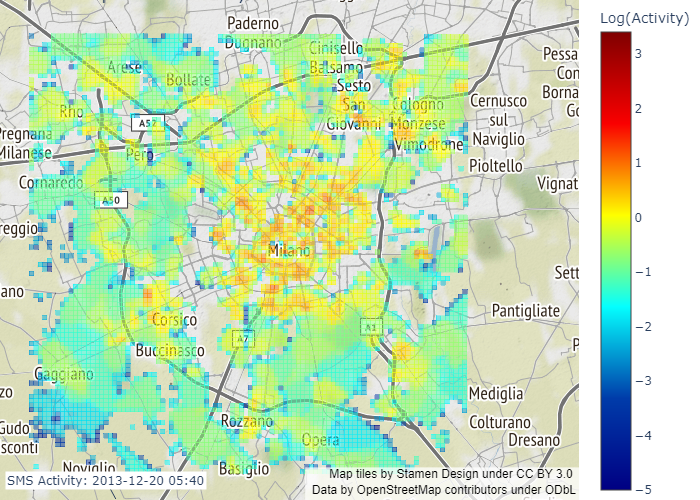 Log(Activity)
Paderno
Dugnano
Cinisello
Balsamo
Sesto
San
Giovanni
Arese
Bollate
Rho
A52
Pregnana
Milanese
Pero
Cologno
Monzese
Vimodrone
Cernusco
sul
Naviglio
Pioltello
Pessa
Con
Borna
Go
Vignat
Cornaredo
A50
reggio
Milano
Sett
ano
Pantigliate
Corsico
Buccinasco
A7
A1
P
Gaggiano
zo
Gudo
sconti
Mediglia
Colturano
Dresano
Rozzano
Opera
Noviglio
Basiglio
3
2
1
0
−1
−2
−3
−4
−5
SMS Activity: 2013-12-20 05:40
Map tiles by Stamen Design under CC BY 3.0
Data by OpenStreetMap contributors under ODbL